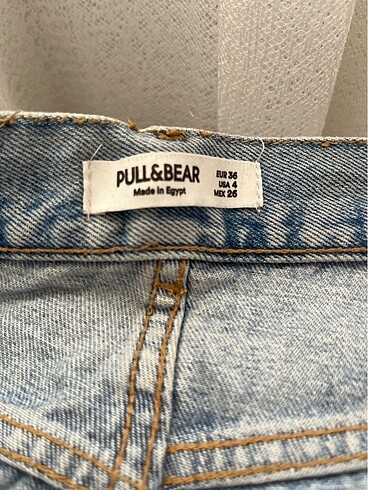 PULL&BEAR
Made in Egypt
EUR 36
USA 4
MEX 26